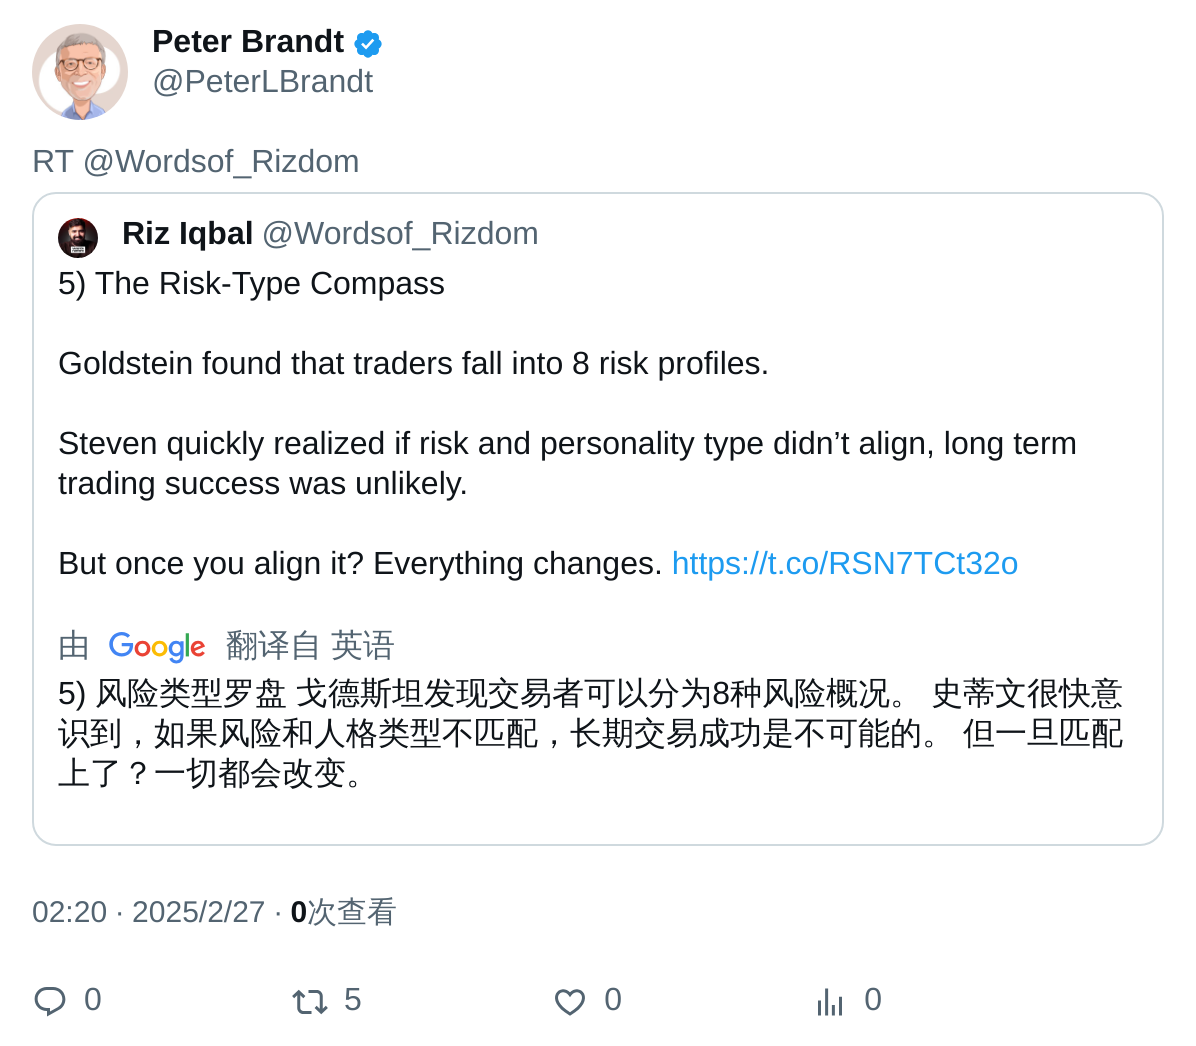 Peter Brandt
@PeterLBrandt
RT @Wordsof_Rizdom
Riz Iqbal @Wordsof_Rizdom
5) The Risk-Type Compass
Goldstein found that traders fall into 8 risk profiles.
Steven quickly realized if risk and personality type didn’t align, long term
trading success was unlikely.
But once you align it? Everything changes. https://t.co/RSN7TCt32o
由 Google 翻译自 英语
5) 风险类型罗盘 戈德斯坦发现交易者可以分为8种风险概况。 史蒂文很快意
识到，如果风险和人格类型不匹配，长期交易成功是不可能的。 但一旦匹配
上了？一切都会改变。
02:20 · 2025/2/27 · 0次查看
0 5 0 0